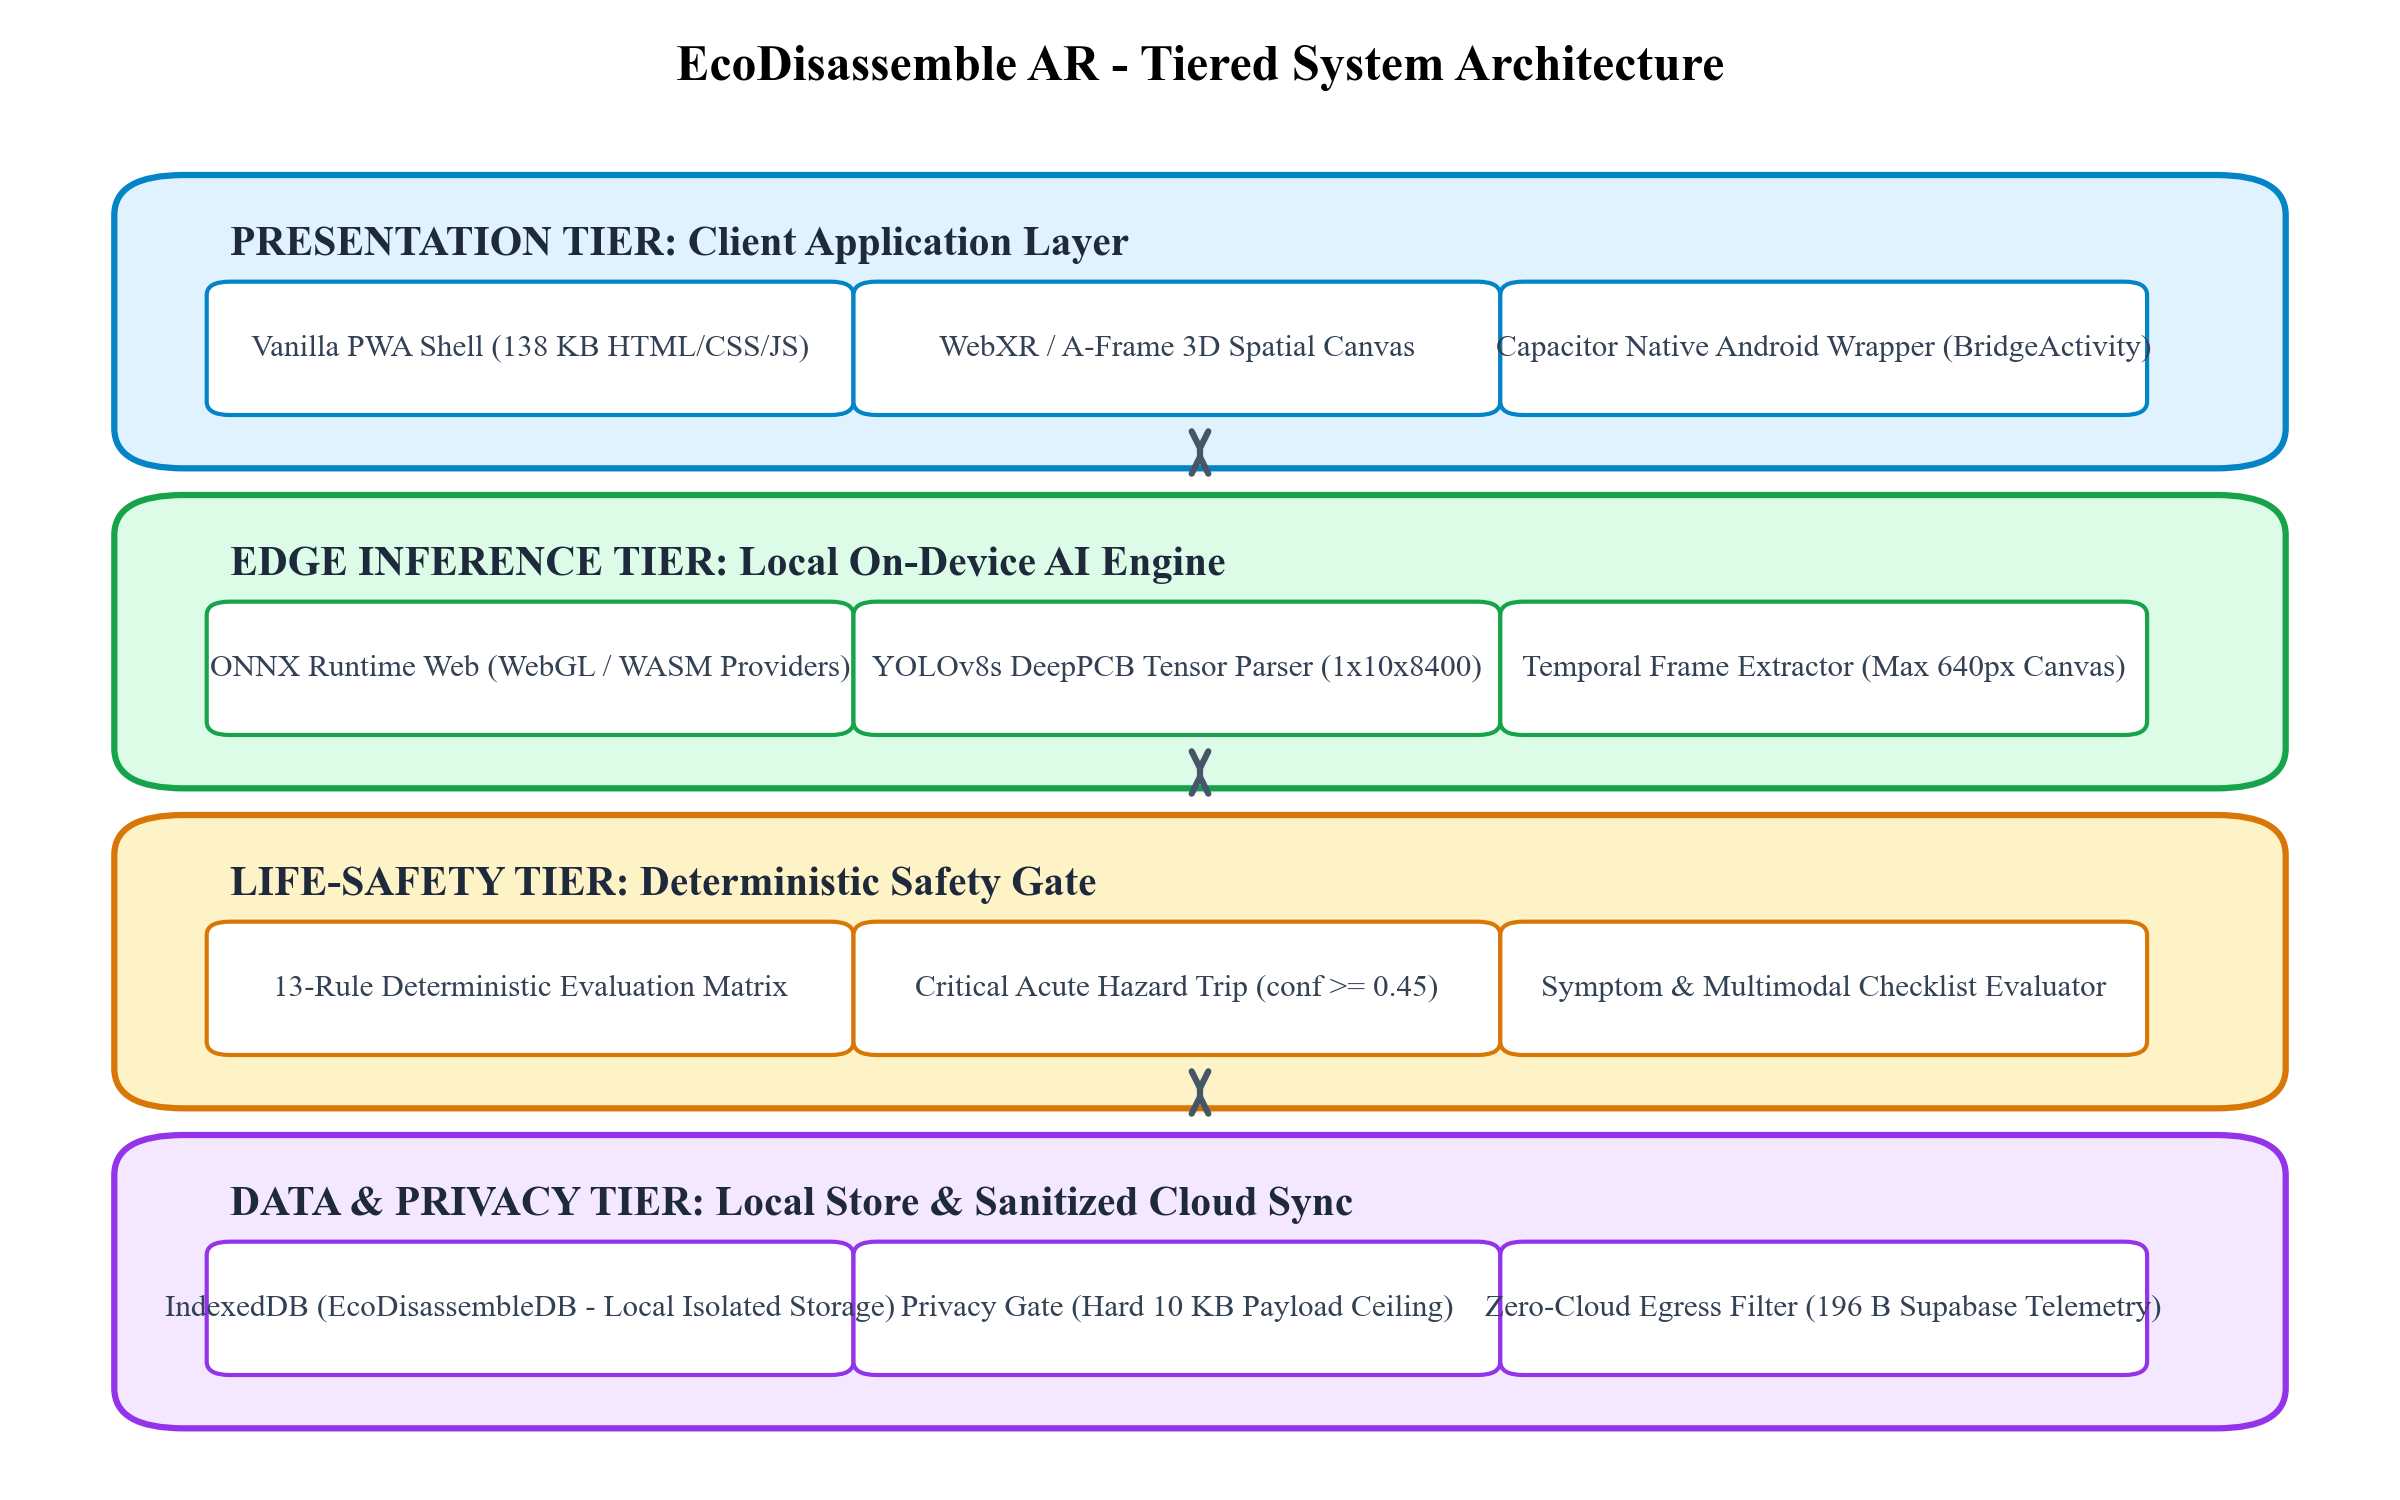 EcoDisassemble AR - Tiered System Architecture
PRESENTATION TIER: Client Application Layer
Vanilla PWA Shell (138 KB HTML/CSS/JS)
WebXR / A-Frame 3D Spatial Canvas
Capacitor Native Android Wrapper (BridgeActivity)
EDGE INFERENCE TIER: Local On-Device AI Engine
ONNX Runtime Web (WebGL / WASM Providers)
YOLOv8s DeepPCB Tensor Parser (1x10x8400)
Temporal Frame Extractor (Max 640px Canvas)
LIFE-SAFETY TIER: Deterministic Safety Gate
13-Rule Deterministic Evaluation Matrix
Critical Acute Hazard Trip (conf >= 0.45)
Symptom & Multimodal Checklist Evaluator
DATA & PRIVACY TIER: Local Store & Sanitized Cloud Sync
IndexedDB (EcoDisassembleDB - Local Isolated Storage)
Privacy Gate (Hard 10 KB Payload Ceiling)
Zero-Cloud Egress Filter (196 B Supabase Telemetry)